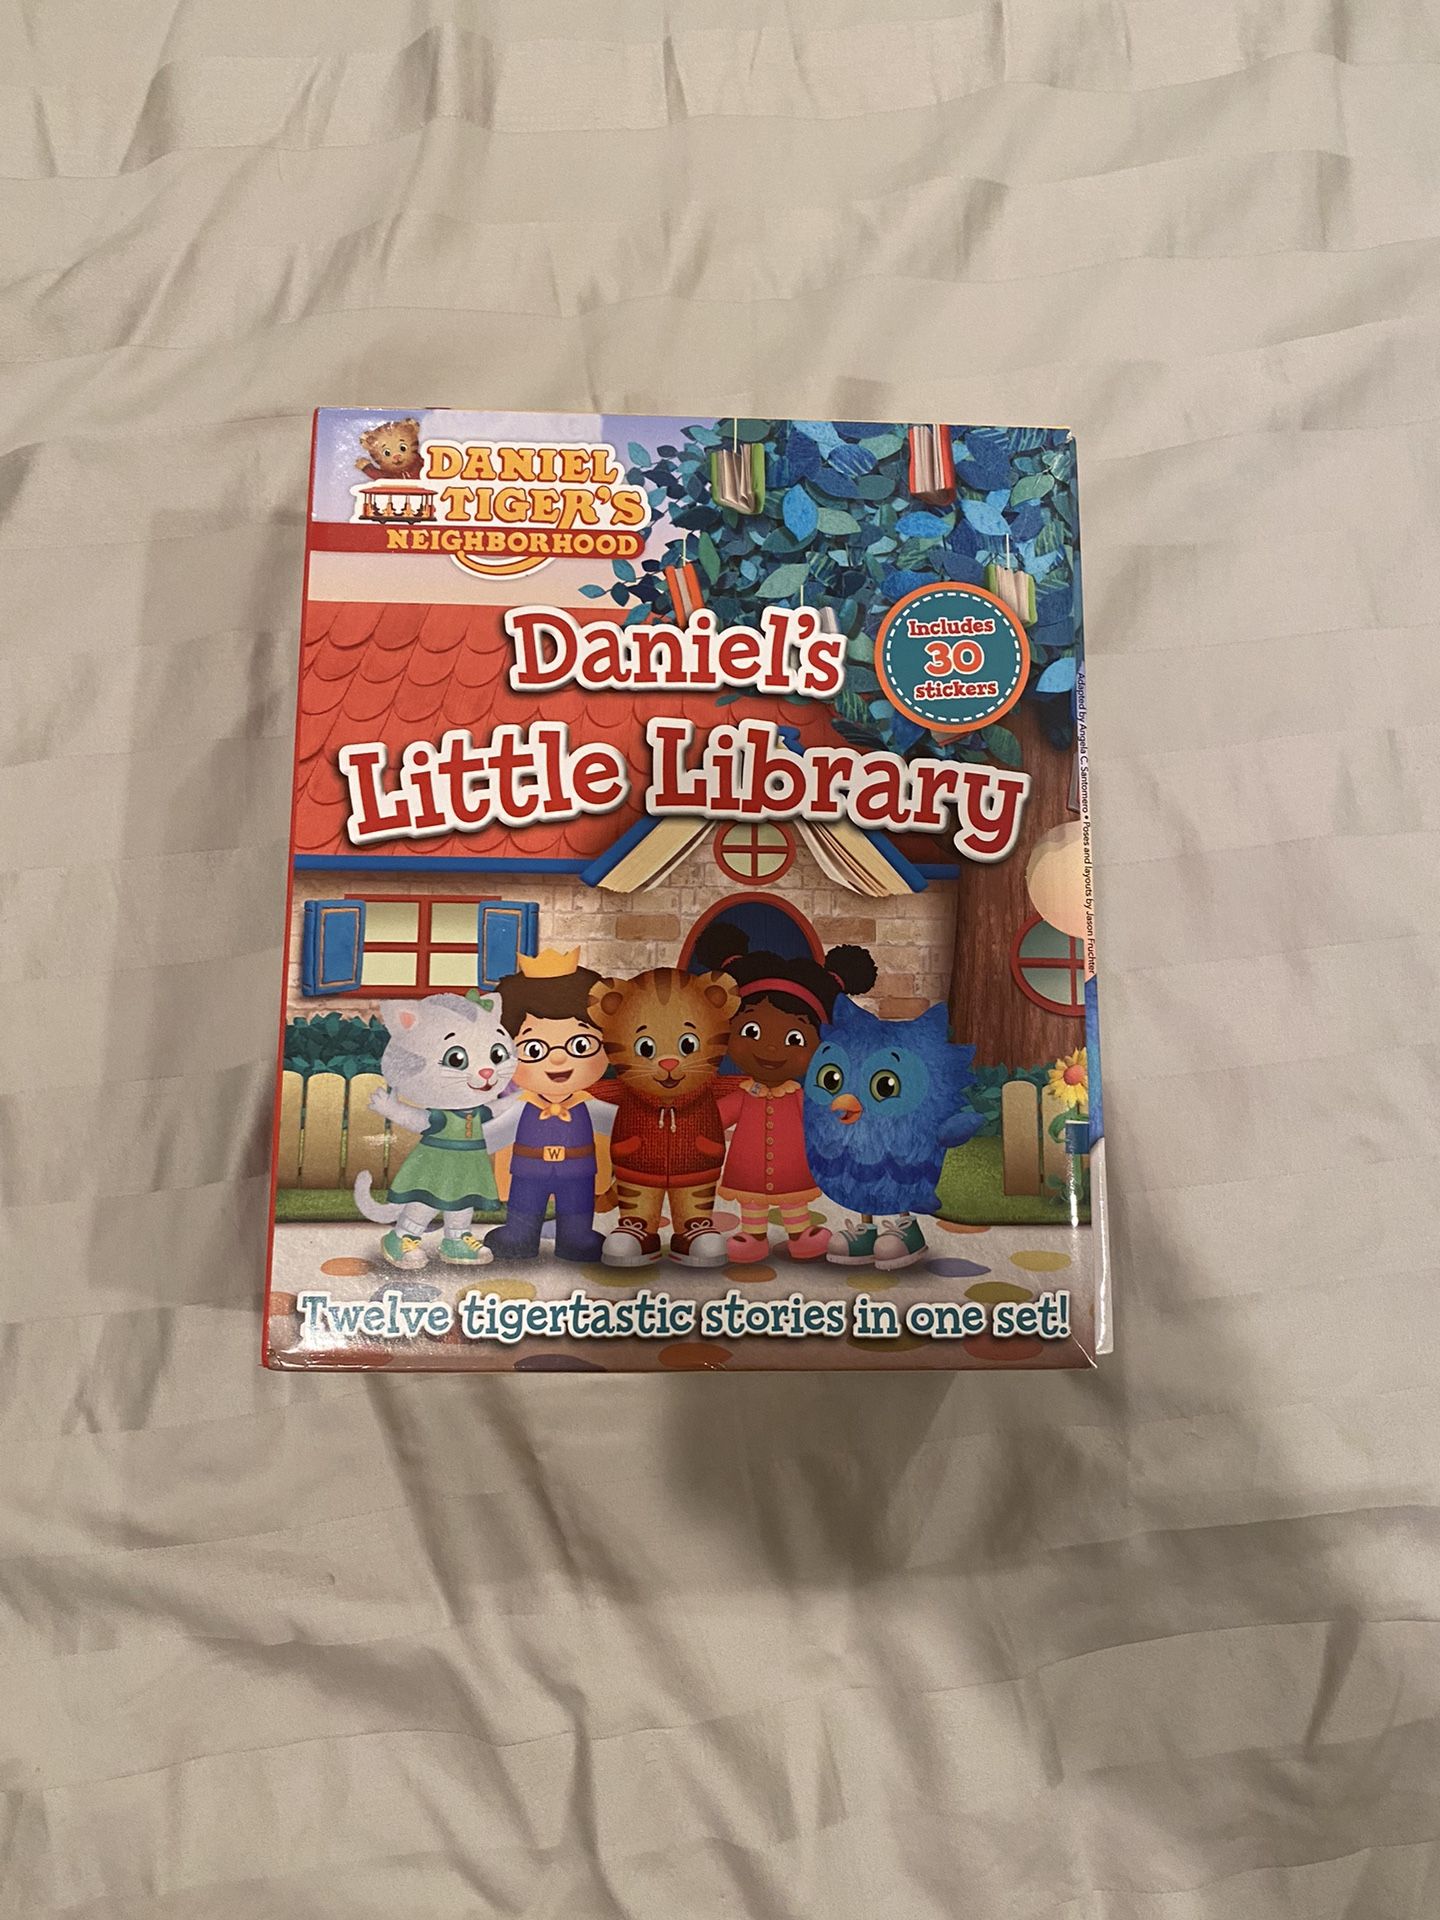 DANIEL
TIGER'S
NEIGHBORHOOD
Daniel's
Little Library
Includes
30
stickers
Adapted by Angela C. Santomero • Poses and layouts by Jason Fruchter
W
Twelve tigertastic stories in one set!